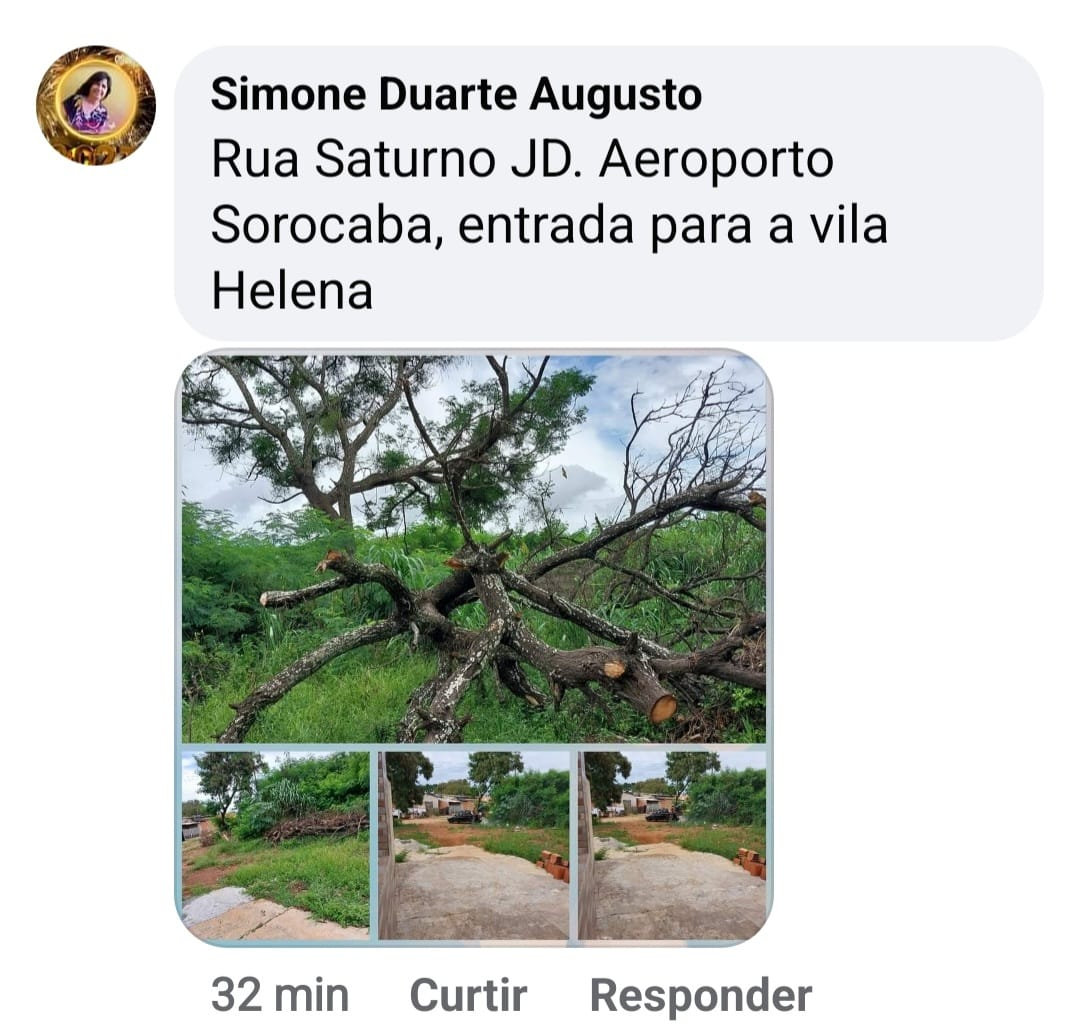 Simone Duarte Augusto
Rua Saturno JD. Aeroporto
Sorocaba, entrada para a vila
Helena
32 min Curtir Responder